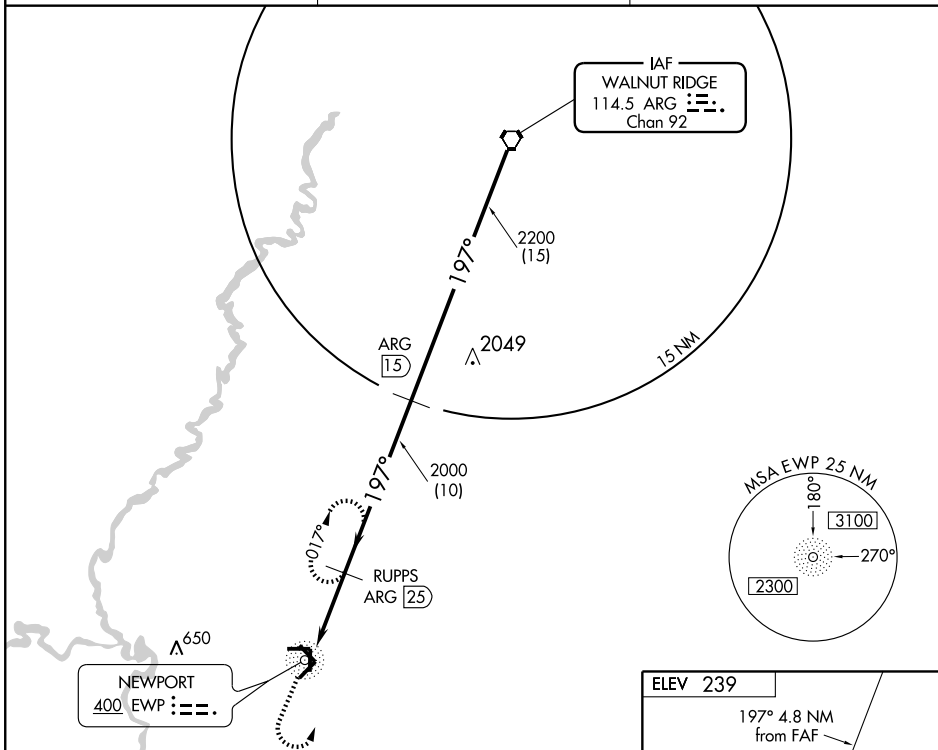 IAF
WALNUT RIDGE
114.5 ARG
Chan 92
2200
(15)
197°
ARG
15
2049
15 NM
2000
(10)
197°
MSA EWP 25 NM
180°
3100
270°
2300
017°
RUPPS
ARG 25
650
NEWPORT
400 EWP
ELEV 239
197° 4.8 NM
from FAF